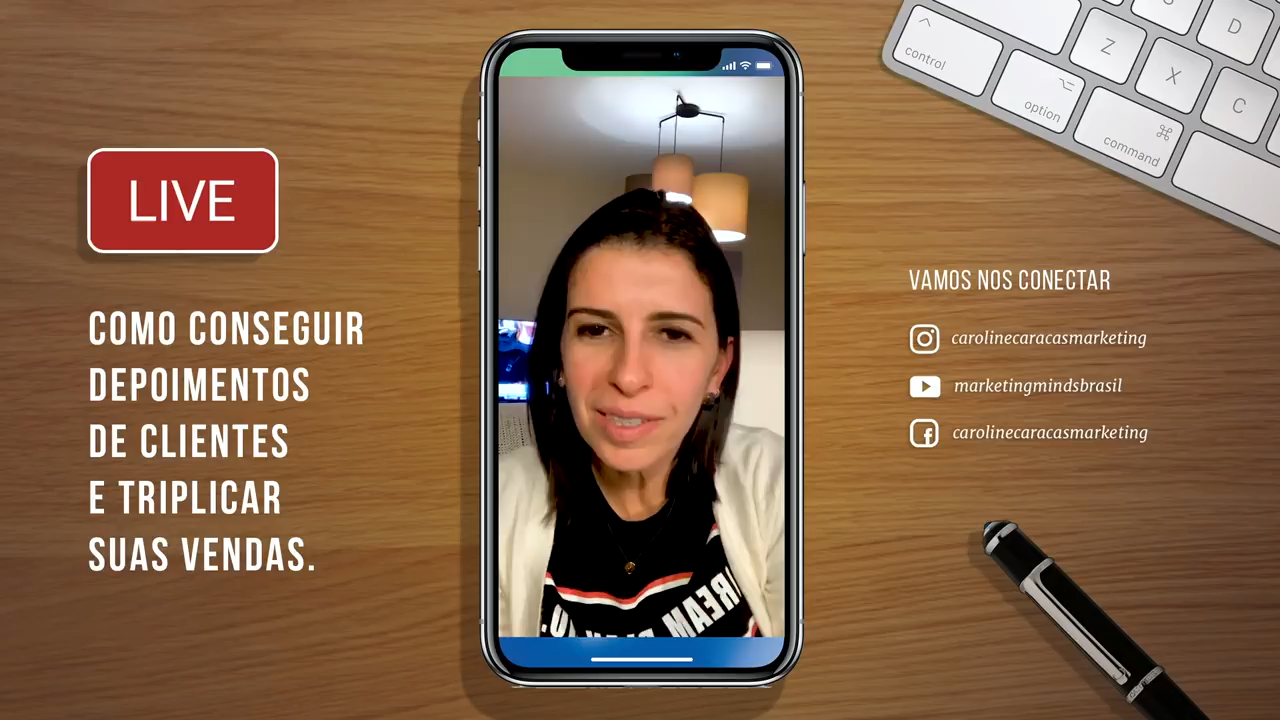 LIVE
COMO CONSEGUIR
DEPOIMENTOS
DE CLIENTES
E TRIPLICAR
SUAS VENDAS.
VAMOS NOS CONECTAR
carolinecaracasmarketing
marketingmindsbrasil
carolinecaracasmarketing
control
option
command
Z
X
C
S
D